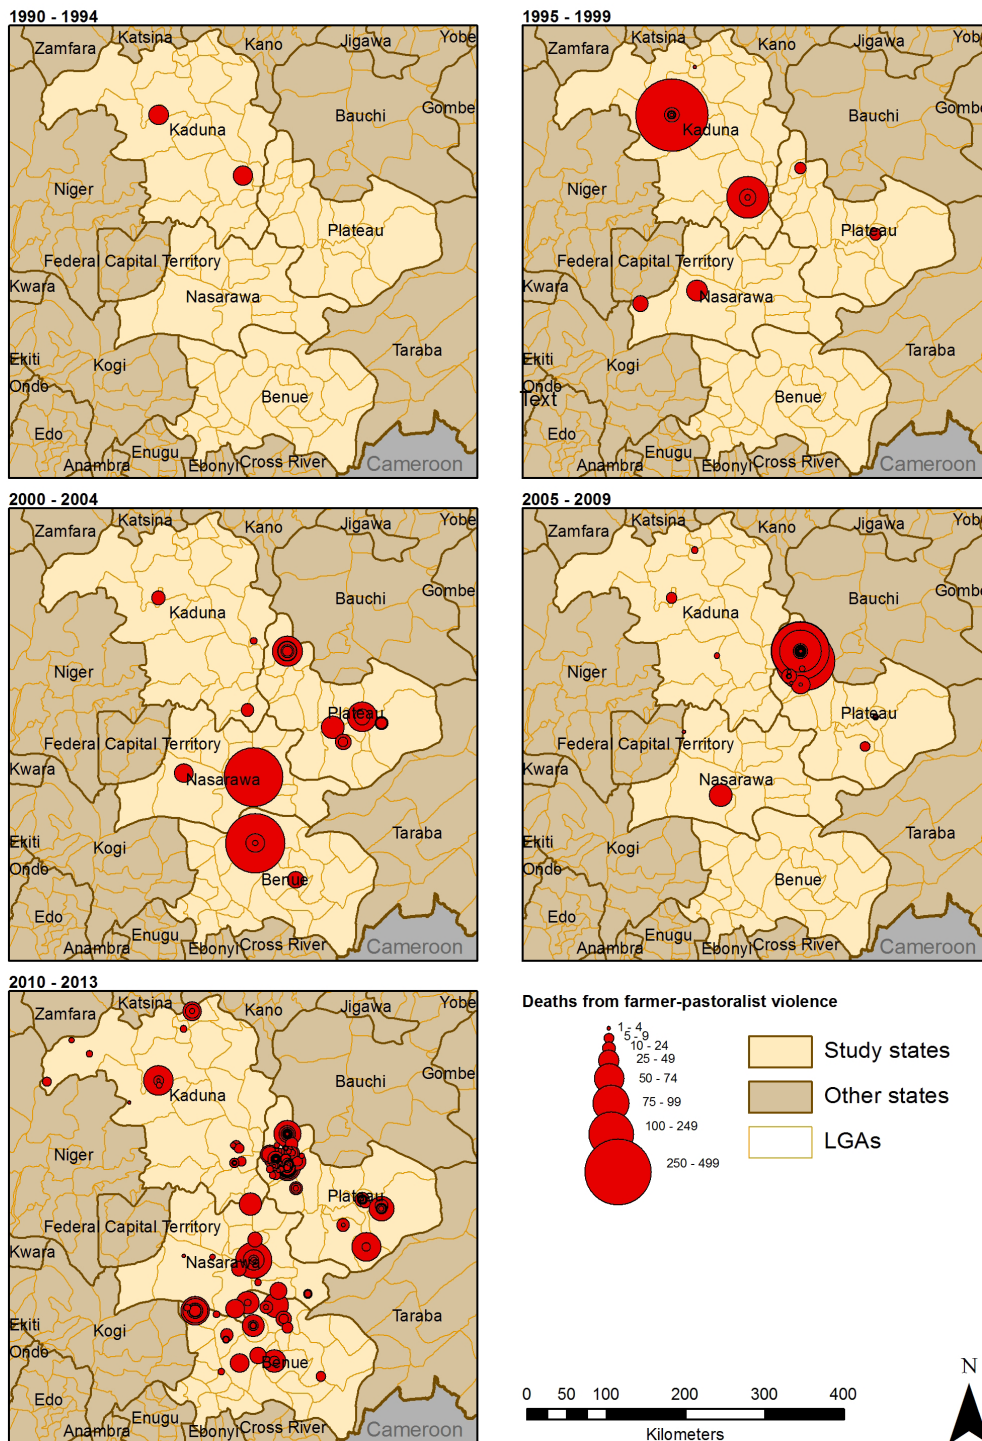 1990 - 1994
Zamfara
Katsina
Kano
Jigawa
Yobe
Gombe
Bauchi
Kaduna
Niger
Plateau
Federal Capital Territory
Kwara
Nasarawa
Taraba
Ekiti
Kogi
Ondo
Benue
Edo
Enugu
Anambra
Ebonyi
Cross River
Cameroon
1995 - 1999
Zamfara
Katsina
Kano
Jigawa
Yobe
Gombe
Bauchi
Kaduna
Niger
Plateau
Federal Capital Territory
Kwara
Nasarawa
Taraba
Ekiti
Kogi
Ondo
Text
Benue
Edo
Enugu
Anambra
Ebonyi
Cross River
Cameroon
2000 - 2004
Zamfara
Katsina
Kano
Jigawa
Yobe
Gombe
Bauchi
Kaduna
Niger
Plateau
Federal Capital Territory
Kwara
Nasarawa
Taraba
Ekiti
Kogi
Ondo
Benue
Edo
Enugu
Anambra
Ebonyi
Cross River
Cameroon
2005 - 2009
Zamfara
Katsina
Kano
Jigawa
Yobe
Gombe
Bauchi
Kaduna
Niger
Plateau
Federal Capital Territory
Kwara
Nasarawa
Taraba
Ekiti
Kogi
Ondo
Benue
Edo
Enugu
Anambra
Ebonyi
Cross River
Cameroon
2010 - 2013
Zamfara
Katsina
Kano
Jigawa
Yobe
Gombe
Bauchi
Kaduna
Niger
Plateau
Federal Capital Territory
Kwara
Nasarawa
Taraba
Ekiti
Kogi
Ondo
Benue
Edo
Enugu
Anambra
Ebonyi
Cross River
Cameroon
Deaths from farmer-pastoralist violence
1 - 4
5 - 9
10 - 24
25 - 49
50 - 74
75 - 99
100 - 249
250 - 499
Study states
Other states
LGAs
0 50 100 200 300 400
Kilometers
N